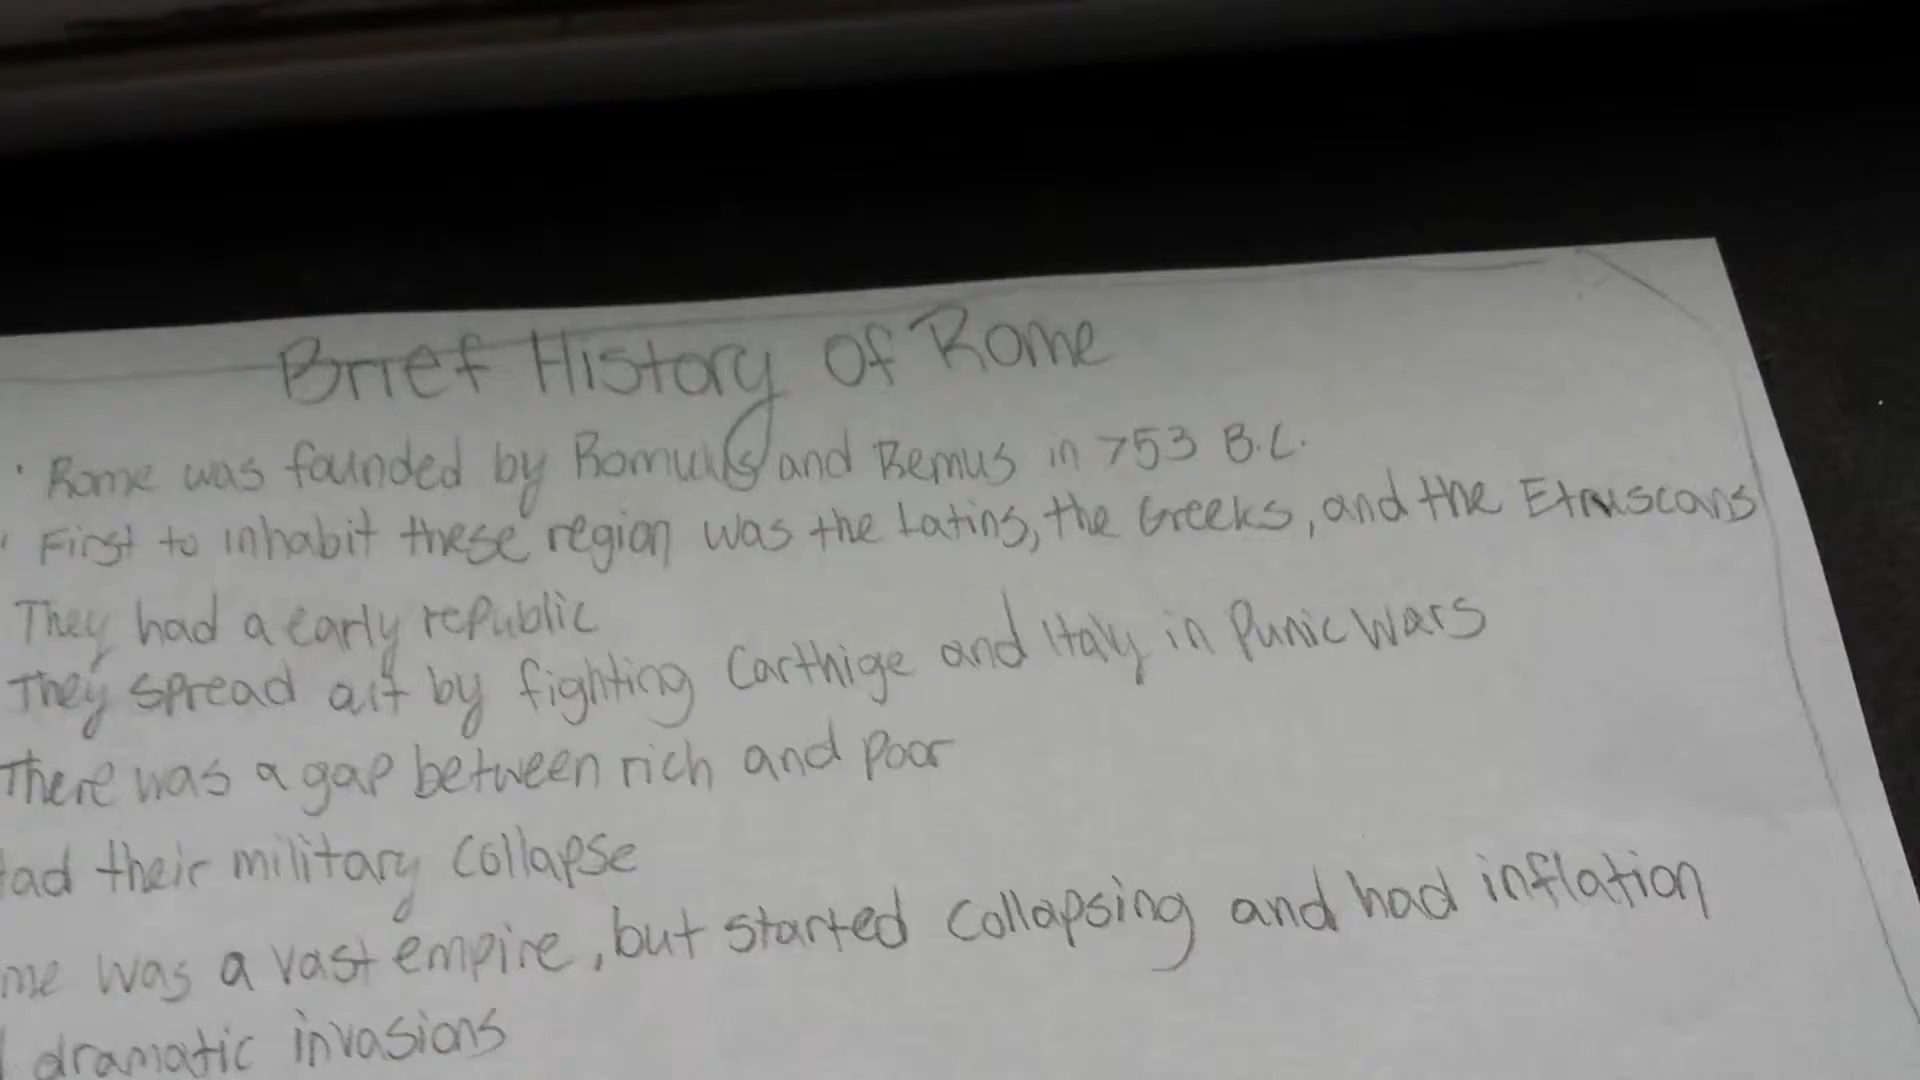 Brief History of Rome
· Rome was founded by Romulus and Remus in 753 B.C.
· First to inhabit these region was the Latins, the Greeks, and the Etruscans
They had a early republic
They spread out by fighting Carthige and Italy in Punic Wars
There was a gap between rich and poor
Had their military collapse
me was a vast empire, but started collapsing and had inflation
dramatic invasions